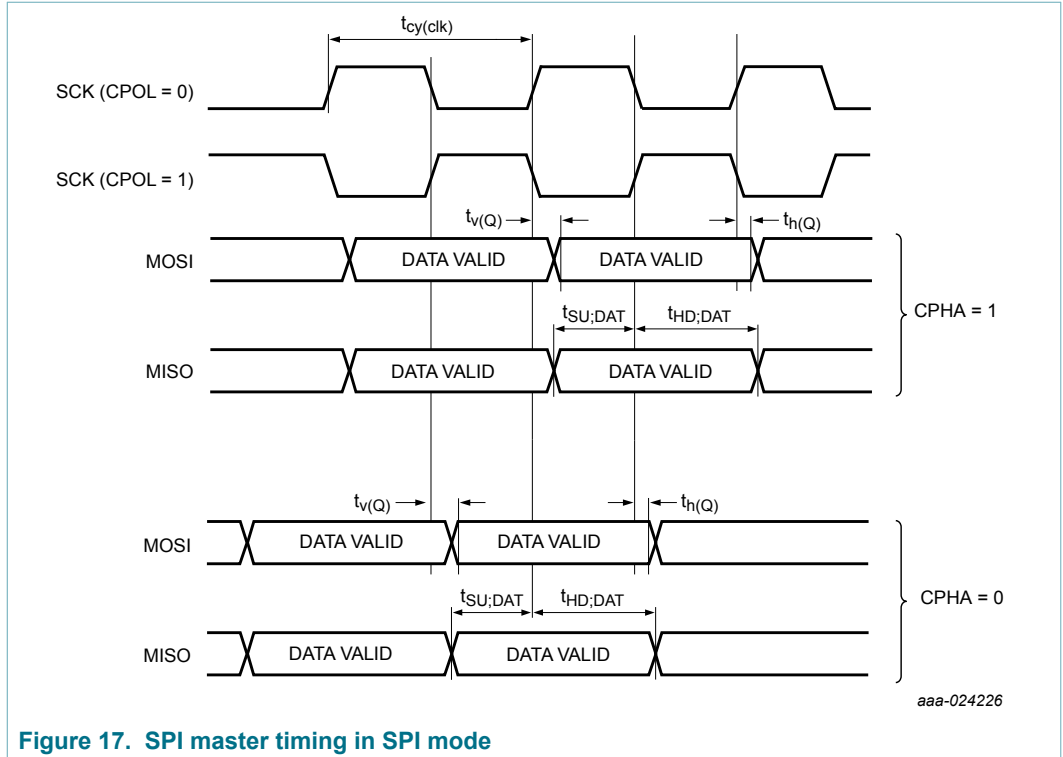 tcy(clk)
SCK (CPOL = 0)
SCK (CPOL = 1)
tv(Q)
th(Q)
MOSI
DATA VALID
DATA VALID
tSU;DAT
tHD;DAT
CPHA = 1
MISO
DATA VALID
DATA VALID
tv(Q)
th(Q)
MOSI
DATA VALID
DATA VALID
tSU;DAT
tHD;DAT
CPHA = 0
MISO
DATA VALID
DATA VALID
aaa-024226
Figure 17. SPI master timing in SPI mode